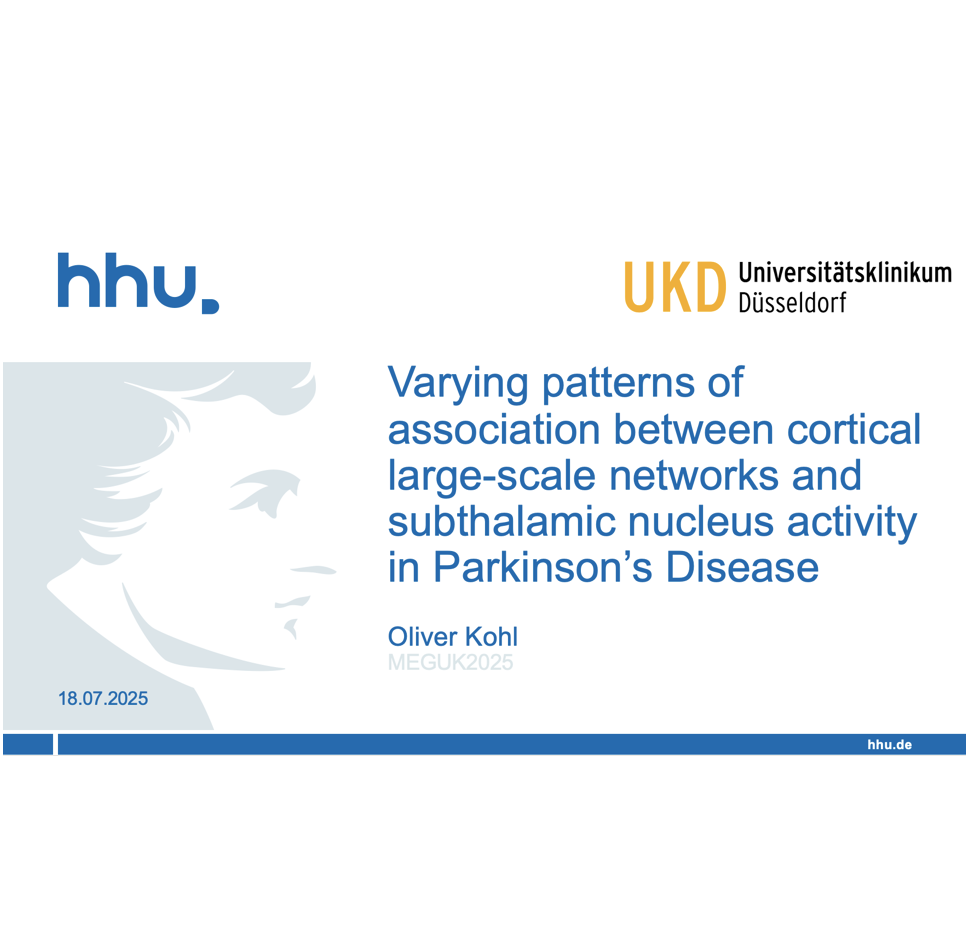 hhu.
UKD Universitätsklinikum
Düsseldorf
Varying patterns of
association between cortical
large-scale networks and
subthalamic nucleus activity
in Parkinson’s Disease
Oliver Kohl
MEGUK2025
18.07.2025
hhu.de